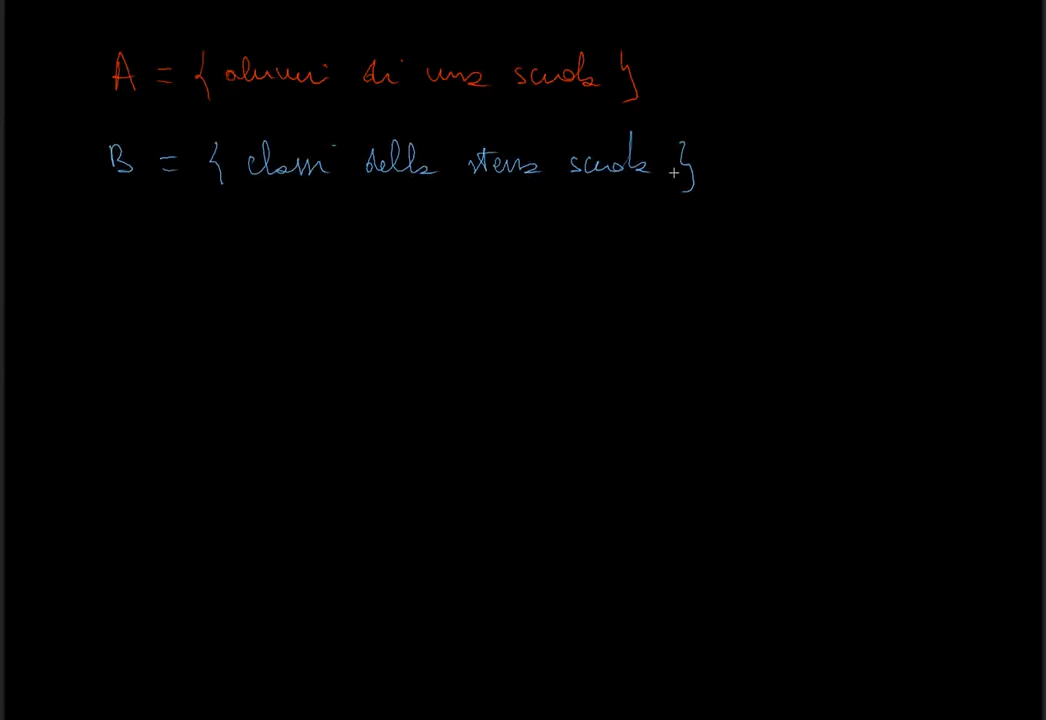 A = { alunni di una scuola }
B = { classi della stessa scuola }